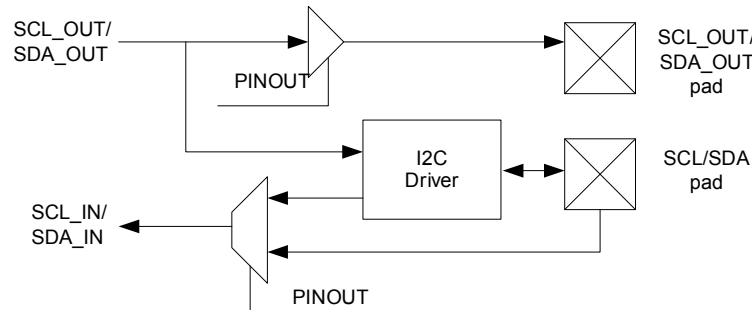 SCL_OUT/
SDA_OUT
PINOUT
SCL_OUT/
SDA_OUT
pad
I2C
Driver
SCL/SDA
pad
SCL_IN/
SDA_IN
PINOUT